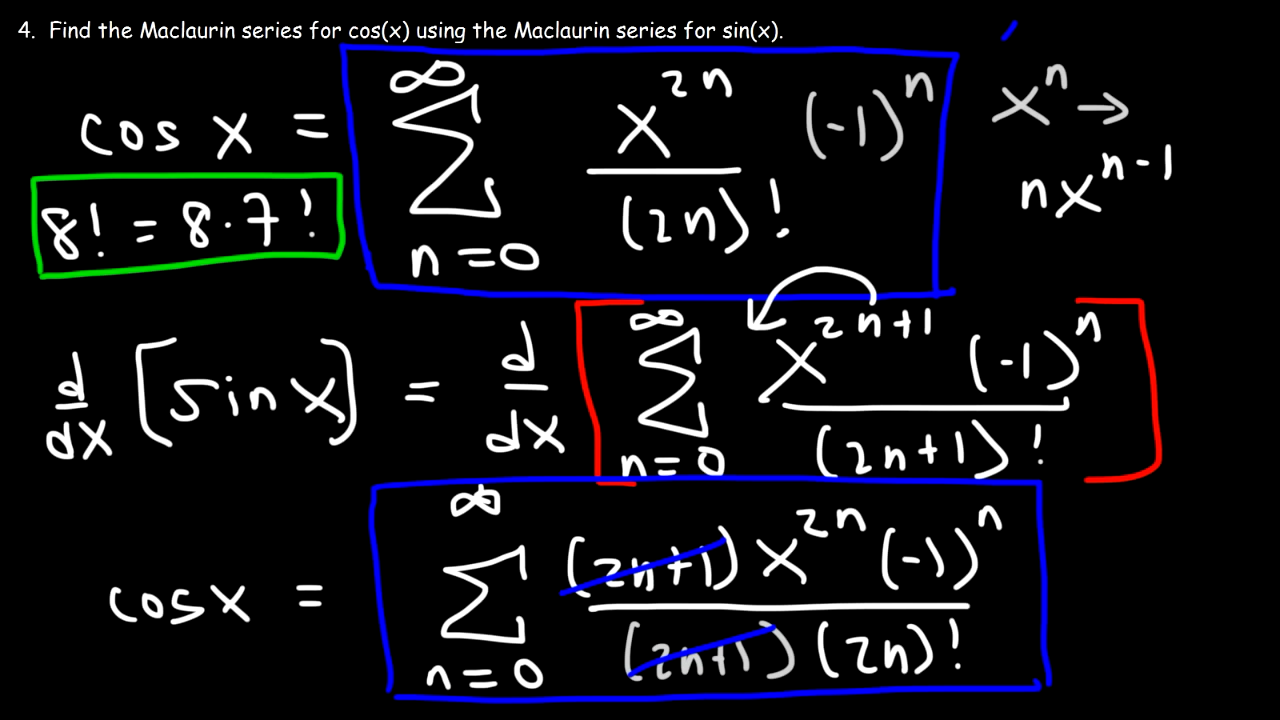 4. Find the Maclaurin series for cos(x) using the Maclaurin series for sin(x).
cos x = ∞ ∑ n=0 x^2n / (2n)! (-1)^n
x^n →
nx^n-1
8! = 8·7!
d/dx [sin x] = d/dx [∞ ∑ n=0 x^2n+1 (-1)^n / (2n+1)!]
cos x = ∞ ∑ n=0 (2n+1) x^2n (-1)^n / (2n+1) (2n)!